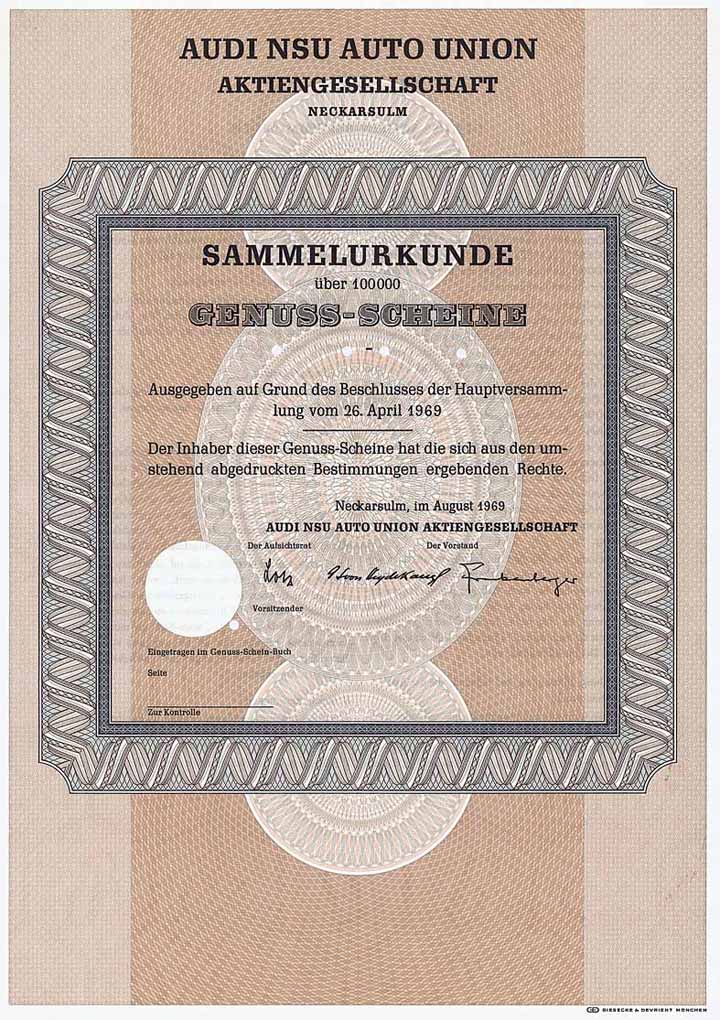 AUDI NSU AUTO UNION
AKTIENGESELLSCHAFT
NECKARSULM
SAMMELURKUNDE
über 100000
GENUSS-SCHEINE
-
Ausgegeben auf Grund des Beschlusses der Hauptversamm-
lung vom 26. April 1969
Der Inhaber dieser Genuss-Scheine hat die sich aus den um-
stehend abgedruckten Bestimmungen ergebenden Rechte.
Neckarsulm, im August 1969
AUDI NSU AUTO UNION AKTIENGESELLSCHAFT
Der Aufsichtsrat Der Vorstand
Lotz
Vorsitzender
Eingetragen im Genuss-Schein-Buch
Seite
Zur Kontrolle
GD GIESECKE & DEVRIENT MÜNCHEN